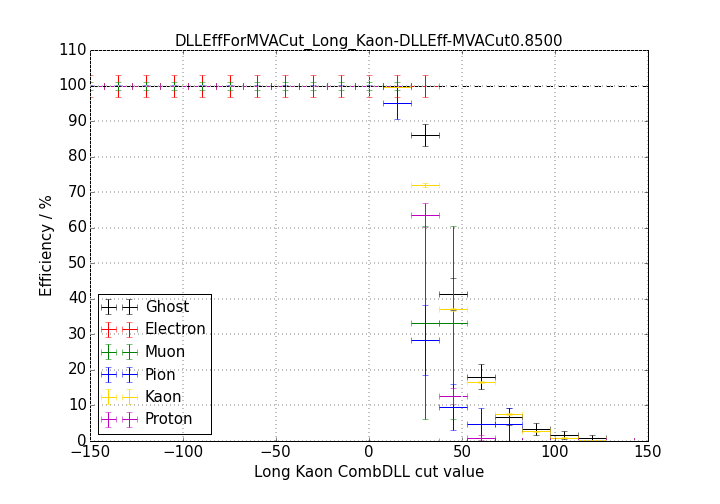 DLLEffForMVACut_Long_Kaon-DLLEff-MVACut0.8500
110
100
90
80
70
60
50
40
30
20
10
0
Efficiency / %
Ghost
Electron
Muon
Pion
Kaon
Proton
−150 −100 −50 0 50 100 150
Long Kaon CombDLL cut value